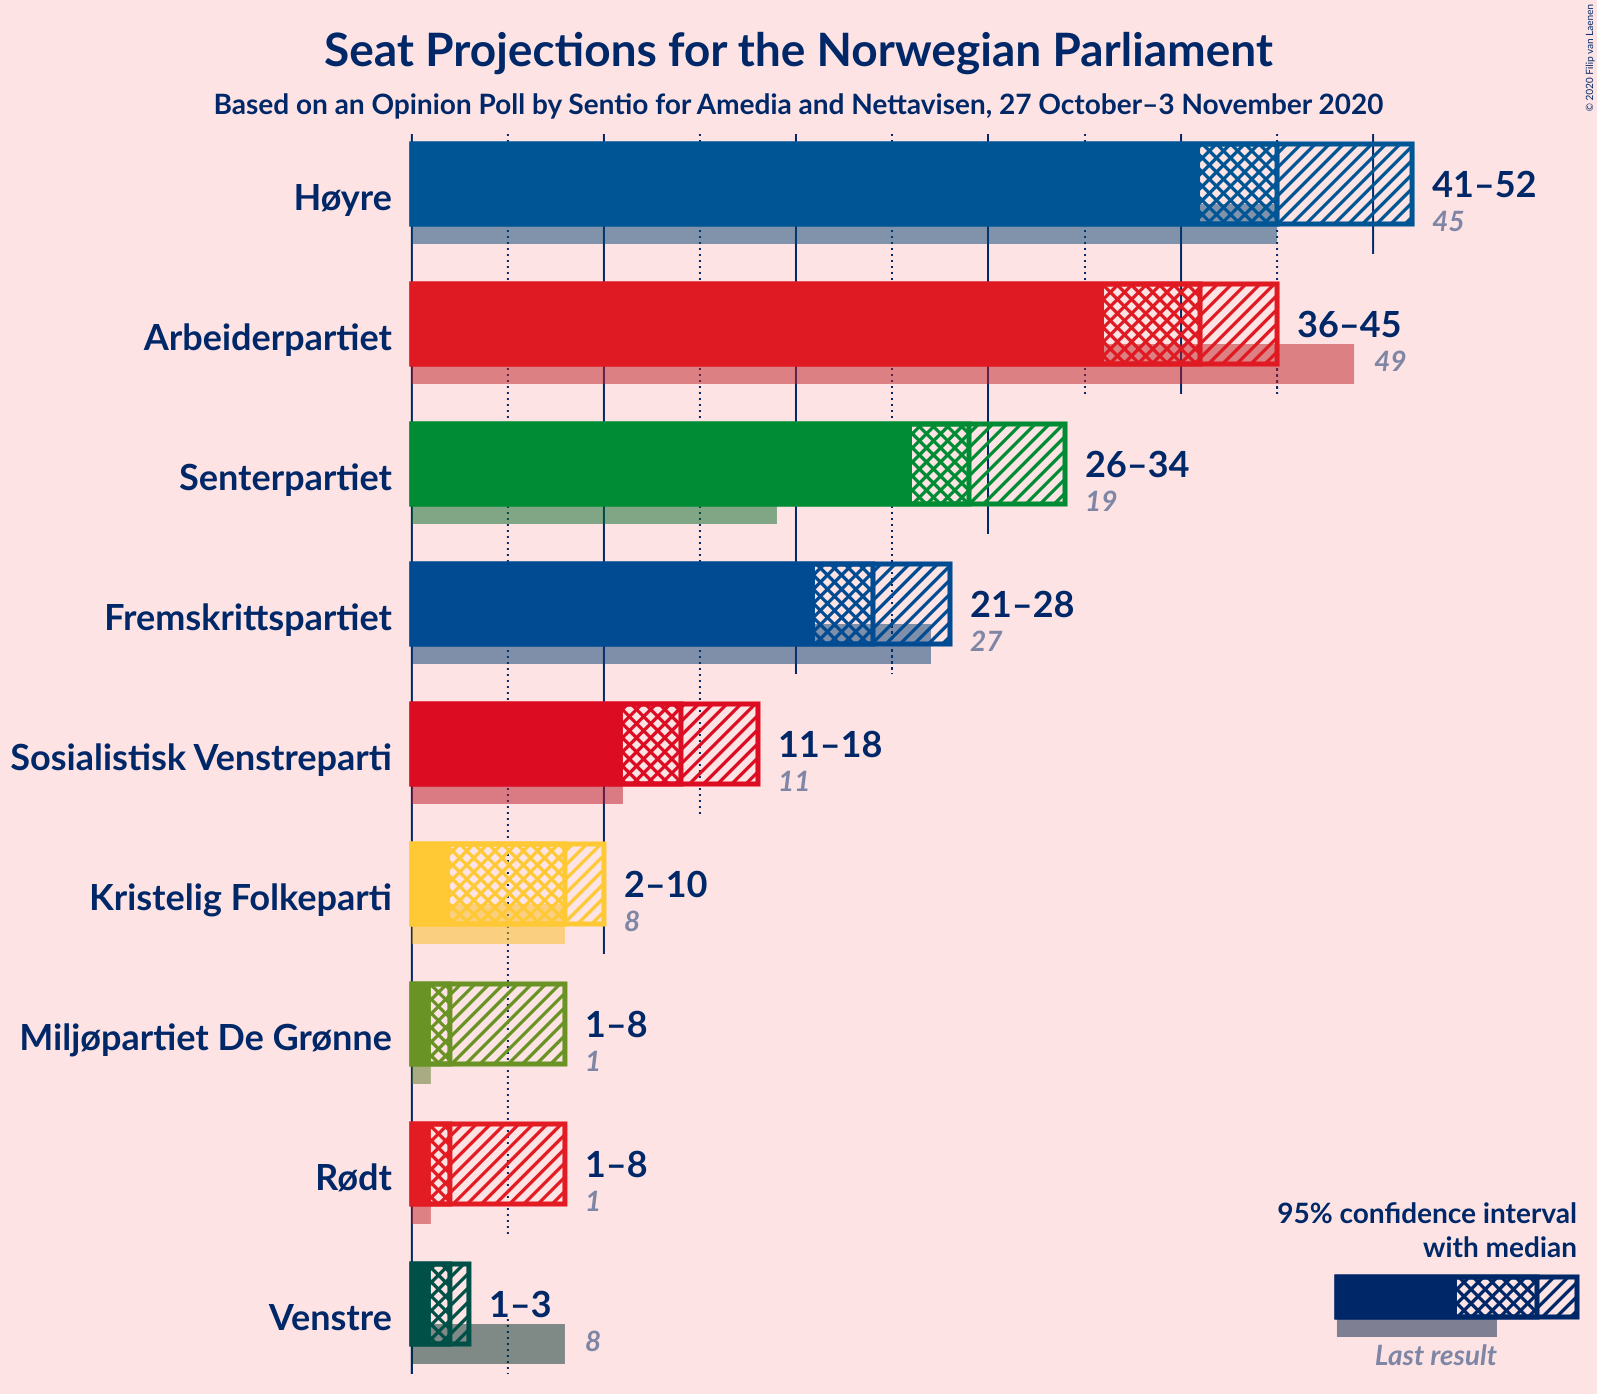 Seat Projections for the Norwegian Parliament
Based on an Opinion Poll by Sentio for Amedia and Nettavisen, 27 October–3 November 2020
© 2020 Filip van Laenen
Høyre
41–52
45
Arbeiderpartiet
36–45
49
Senterpartiet
26–34
19
Fremskrittspartiet
21–28
27
Sosialistisk Venstreparti
11–18
11
Kristelig Folkeparti
2–10
8
Miljøpartiet De Grønne
1–8
1
Rødt
1–8
1
Venstre
1–3
8
95% confidence interval
with median
Last result